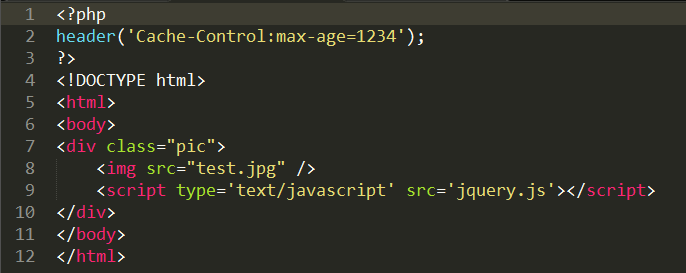 1 <?php
2 header('Cache-Control:max-age=1234');
3 ?>
4 <!DOCTYPE html>
5 <html>
6 <body>
7 <div class="pic">
8     <img src="test.jpg" />
9     <script type='text/javascript' src='jquery.js'></script>
10 </div>
11 </body>
12 </html>